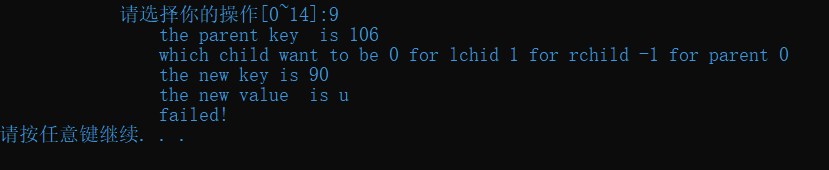 请选择你的操作[0~14]:9
the parent key  is 106
which child want to be 0 for lchid 1 for rchild -1 for parent 0
the new key is 90
the new value  is u
failed!
请按任意键继续. . .